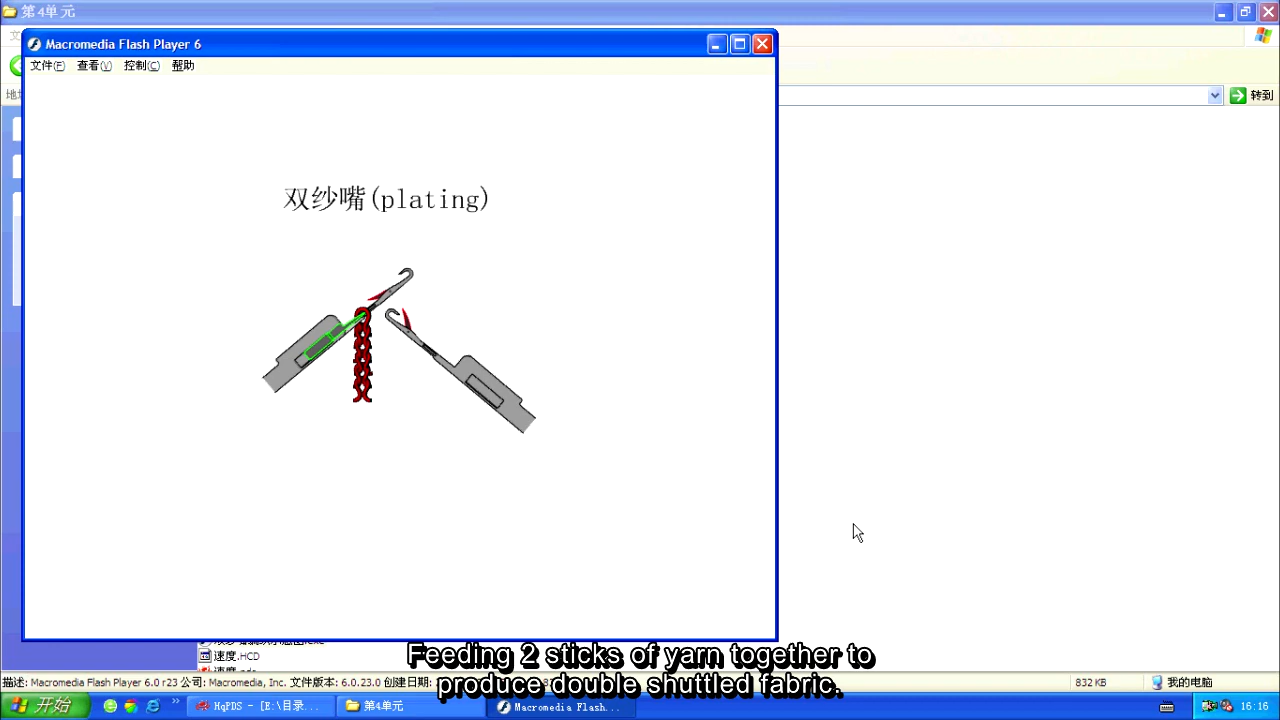 第4单元
Macromedia Flash Player 6
文件(F) 查看(V) 控制(C) 帮助
转到
双纱嘴(plating)
速度.HCD
Feeding 2 sticks of yarn together to
produce double shuttled fabric.
描述: Macromedia Flash Player 6.0 r23 公司: Macromedia, Inc. 文件版本: 6.0.23.0 创建日期:
832 KB
我的电脑
开始
HqPDS - [E:\目录...
第4单元
Macromedia Flash...
16:16